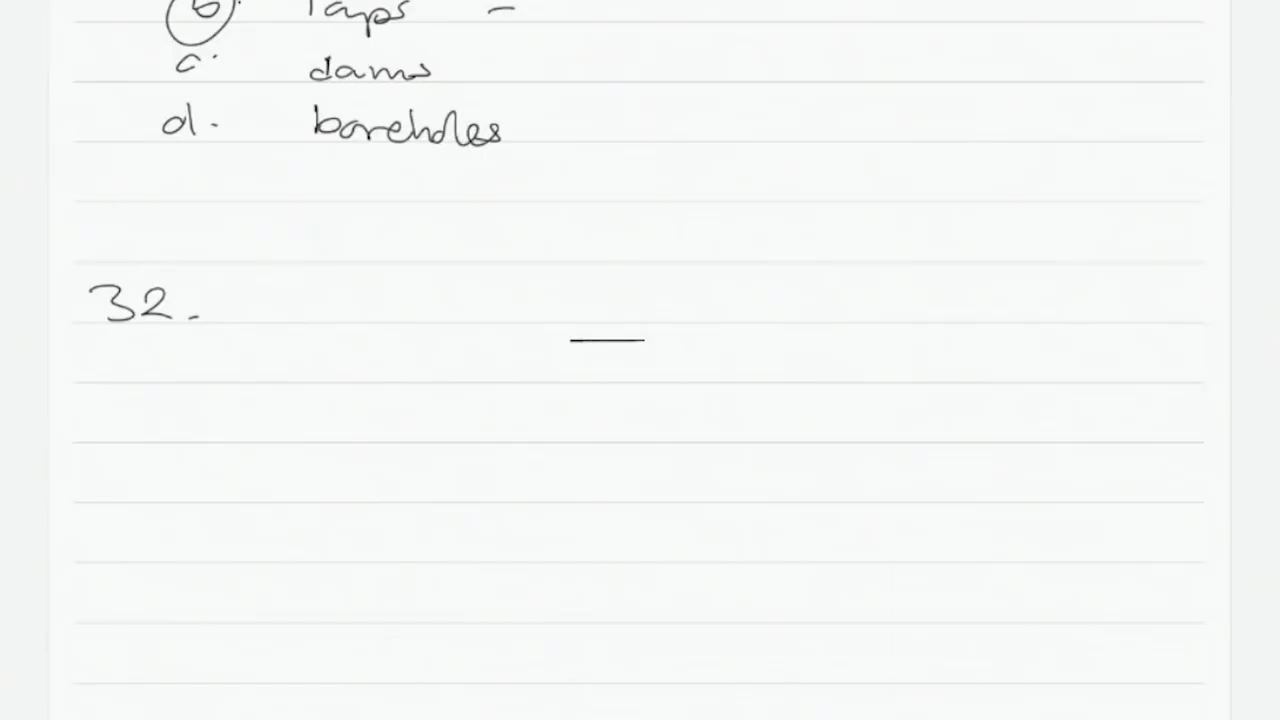 b. Taps –
c. dams
d. boreholes
32.